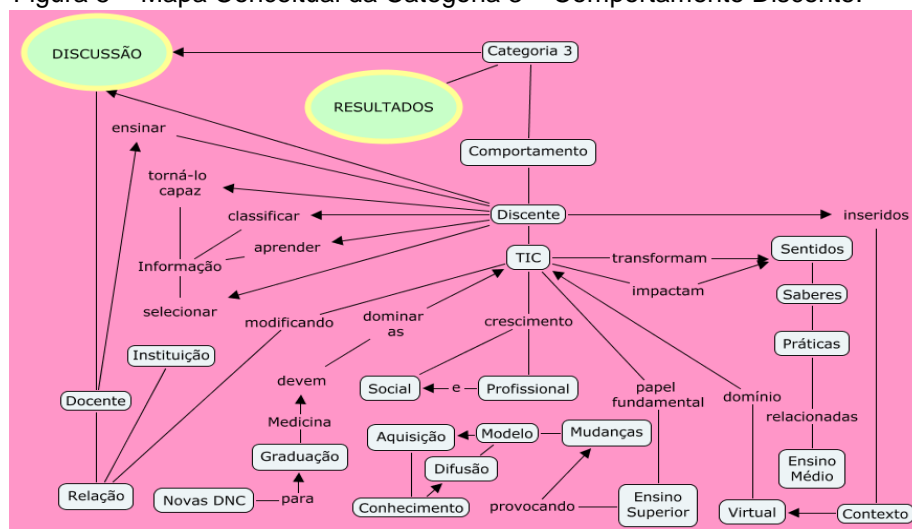 Figura 3 – Mapa Conceitual da Categoria 3 – Comportamento Discente.
DISCUSSÃO
Categoria 3
RESULTADOS
ensinar
Comportamento
torná-lo
capaz
classificar
Discente
inseridos
aprender
Informação
TIC
transformam
Sentidos
impactam
Saberes
selecionar
modificando
dominar
as
crescimento
Práticas
Instituição
devem
Social
e
Profissional
papel
fundamental
domínio
relacionadas
Docente
Medicina
Aquisição
Modelo
Mudanças
Graduação
Difusão
Ensino
Médio
Relação
Novas DNC
para
Conhecimento
provocando
Ensino
Superior
Virtual
Contexto